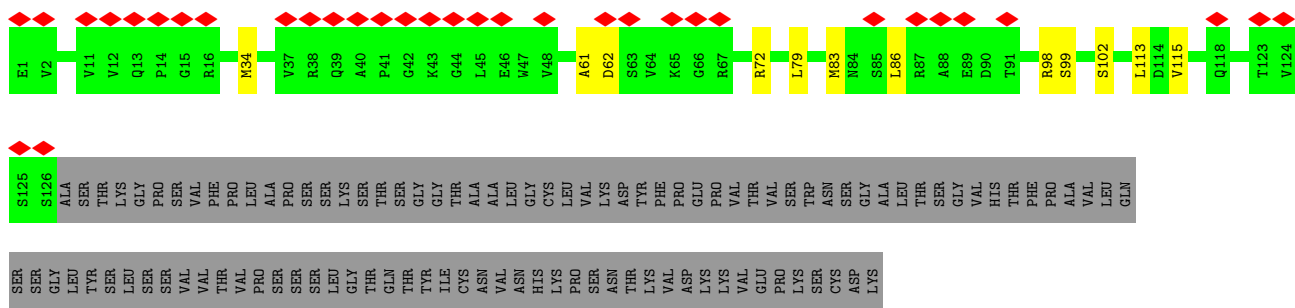 E1 V2 V11 V12 Q13 P14 G15 R16 M34 V37 R38 Q39 A40 P41 G42 K43 G44 L45 E46 W47 V48 A61 D62 S63 V64 K65 G66 R67 R72 L79 M83 N84 S85 L86 R87 A88 E89 D90 T91 R98 S99 S102 L113 D114 V115 Q118 T123 V124
S125 S126 ALA SER THR LYS GLY PRO SER VAL PHE PRO LEU ALA PRO SER SER LYS SER THR SER GLY GLY THR ALA ALA LEU GLY CYS LEU VAL LYS ASP TYR PHE PRO GLU PRO VAL THR VAL SER TRP ASN SER GLY ALA LEU THR SER GLY VAL HIS THR PHE PRO ALA VAL LEU GLN
SER SER GLY LEU TYR SER LEU SER SER VAL VAL THR VAL PRO SER SER SER LEU GLY THR GLN THR TYR ILE CYS ASN VAL ASN HIS LYS PRO SER ASN THR LYS VAL ASP LYS LYS VAL GLU PRO LYS SER CYS ASP LYS